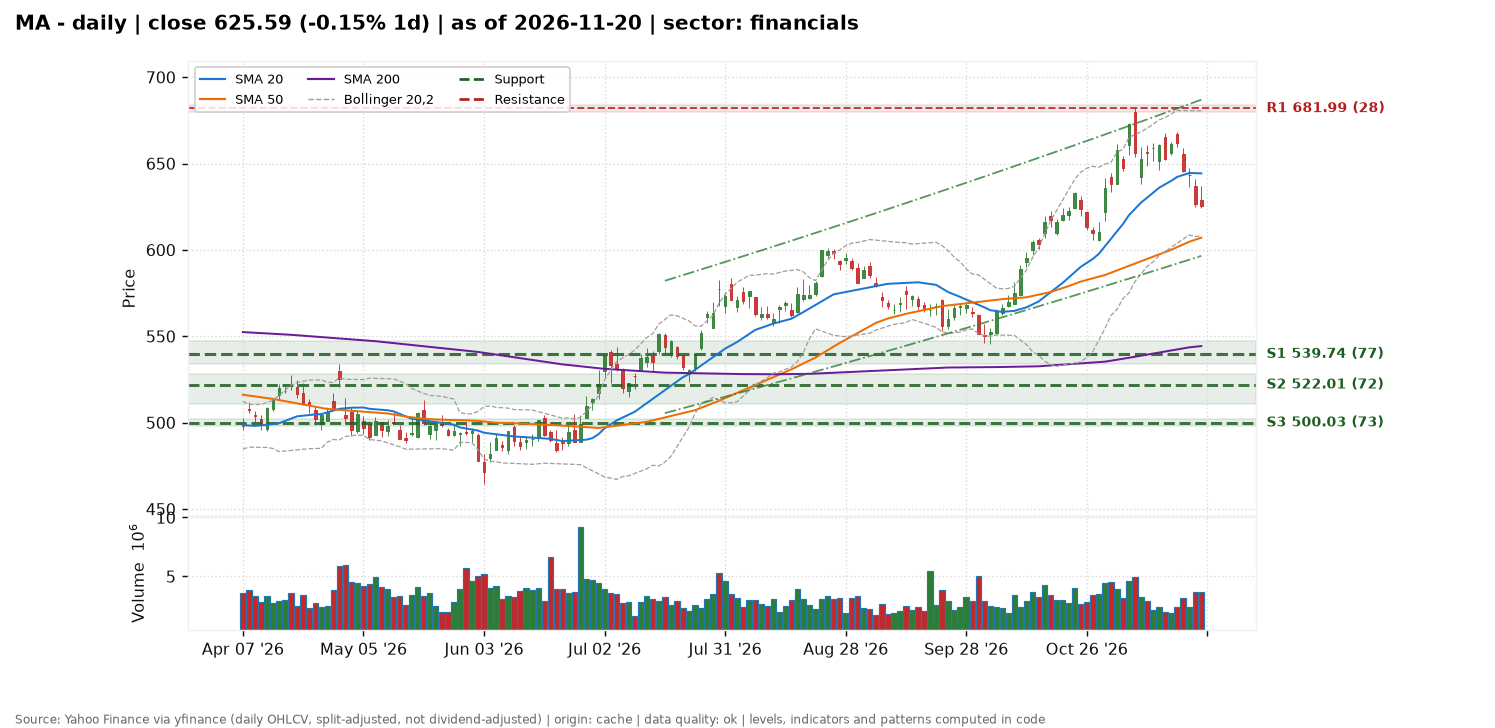 MA - daily | close 625.59 (-0.15% 1d) | as of 2026-11-20 | sector: financials
SMA 20
SMA 50
SMA 200
Bollinger 20,2
Support
Resistance
Price
700
650
600
550
500
450
R1 681.99 (28)
S1 539.74 (77)
S2 522.01 (72)
S3 500.03 (73)
Volume 10⁶
10
5
Apr 07 '26
May 05 '26
Jun 03 '26
Jul 02 '26
Jul 31 '26
Aug 28 '26
Sep 28 '26
Oct 26 '26
Source: Yahoo Finance via yfinance (daily OHLCV, split-adjusted, not dividend-adjusted) | origin: cache | data quality: ok | levels, indicators and patterns computed in code